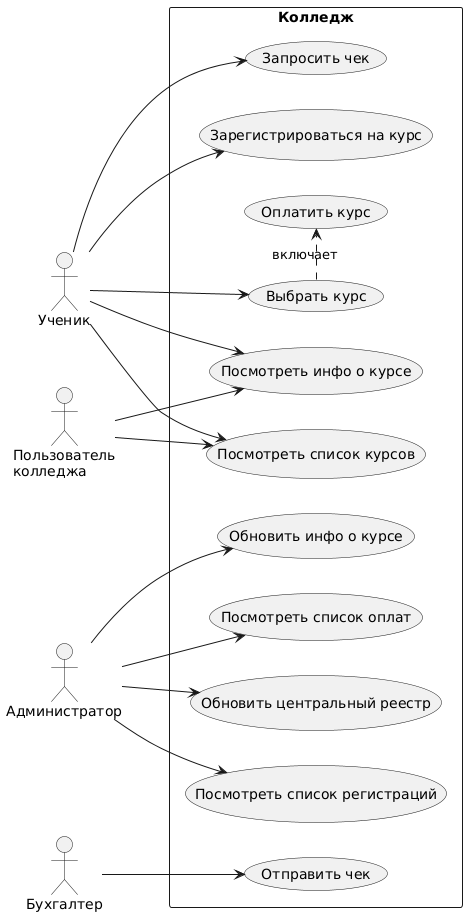 Колледж
Запросить чек
Зарегистрироваться на курс
Оплатить курс
включает
Выбрать курс
Ученик
Посмотреть инфо о курсе
Пользователь
колледжа
Посмотреть список курсов
Обновить инфо о курсе
Посмотреть список оплат
Обновить центральный реестр
Администратор
Посмотреть список регистраций
Отправить чек
Бухгалтер